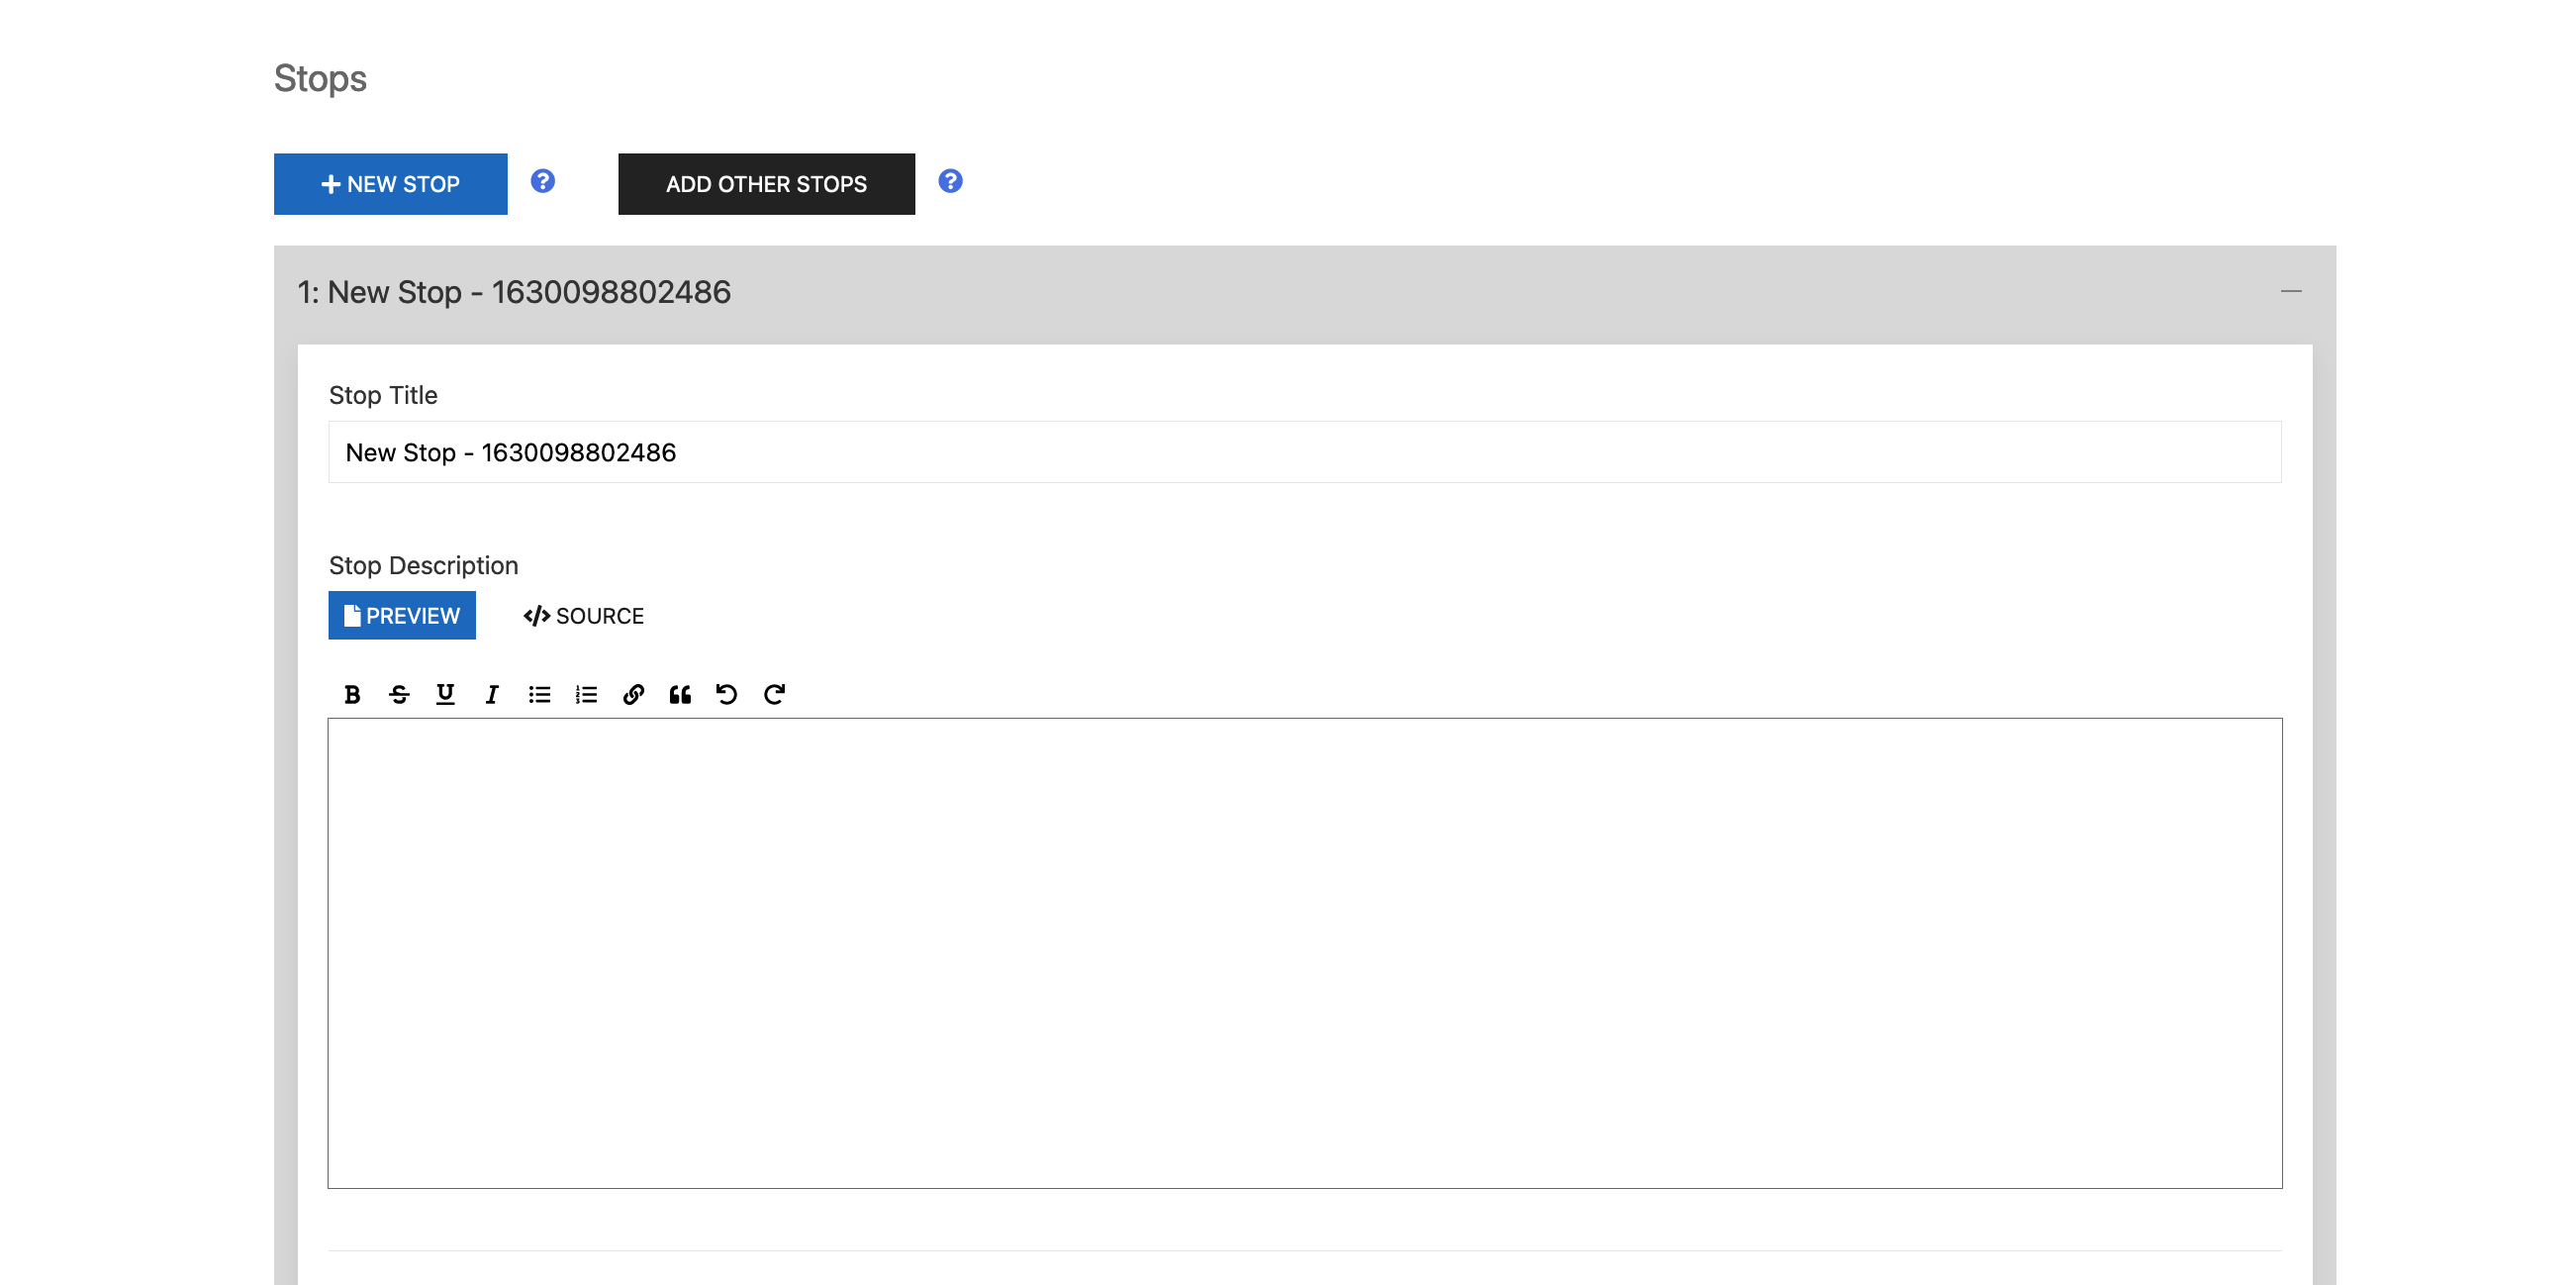 Stops
NEW STOP
ADD OTHER STOPS
1: New Stop - 1630098802486
Stop Title
New Stop - 1630098802486
Stop Description
PREVIEW
SOURCE